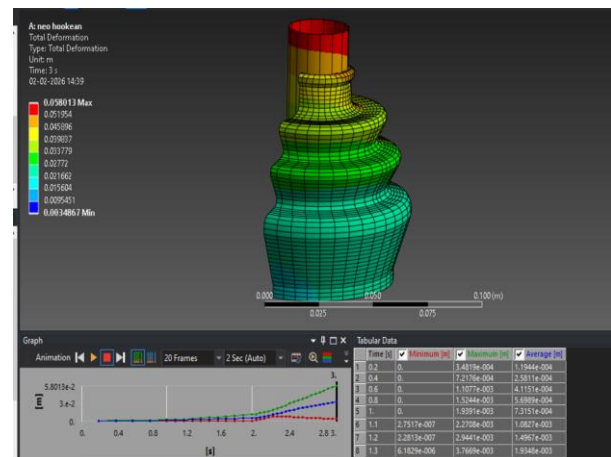 A: neo hookean
Total Deformation
Type: Total Deformation
Unit: m
Time: 3 s
02-02-2026 14:39
0.058013 Max
0.051954
0.045896
0.039837
0.033779
0.02772
0.021662
0.015604
0.0095451
0.0034867 Min
0.000
0.050
0.100 (m)
0.025
0.075
Graph
Animation
20 Frames
2 Sec (Auto)
3.
5.8013e-2
3.e-2
0.
[m]
0. 0.4 0.8 1.2 1.6 2. 2.4 2.8 3.
[s]
Tabular Data
Time [s] Minimum [m] Maximum [m] Average [m]
1 0.2 0. 3.4819e-004 1.1944e-004
2 0.4 0. 7.2176e-004 2.5811e-004
3 0.6 0. 1.1077e-003 4.1151e-004
4 0.8 0. 1.5244e-003 5.6989e-004
5 1. 0. 1.9391e-003 7.3151e-004
6 1.1 2.7517e-007 2.2708e-003 1.0827e-003
7 1.2 2.2813e-007 2.9441e-003 1.4967e-003
8 1.3 6.1829e-006 3.7669e-003 1.9346e-003